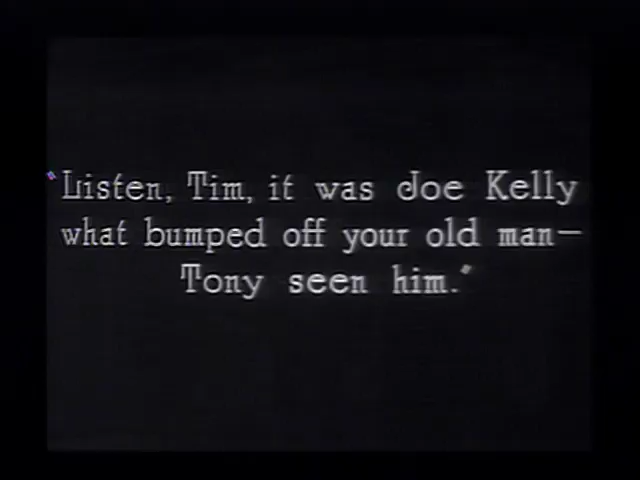 "Listen, Tim, it was Joe Kelly
what bumped off your old man—
Tony seen him."